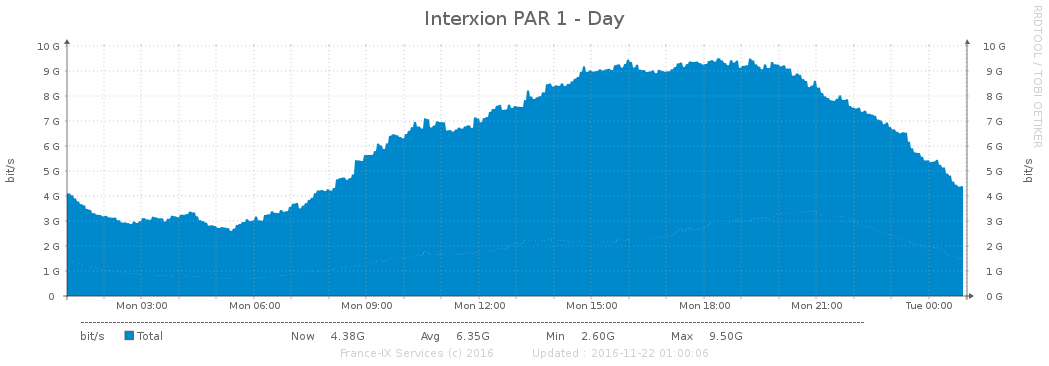 Interxion PAR 1 - Day
RRDTOOL / TOBI OETIKER
bit/s
10 G 10 G
9 G 9 G
8 G 8 G
7 G 7 G
6 G 6 G
5 G 5 G
4 G 4 G
3 G 3 G
2 G 2 G
1 G 1 G
0 0 G
bit/s
Mon 03:00 Mon 06:00 Mon 09:00 Mon 12:00 Mon 15:00 Mon 18:00 Mon 21:00 Tue 00:00
bit/s Total Now 4.38G Avg 6.35G Min 2.60G Max 9.50G
France-IX Services (c) 2016 Updated : 2016-11-22 01:00:06